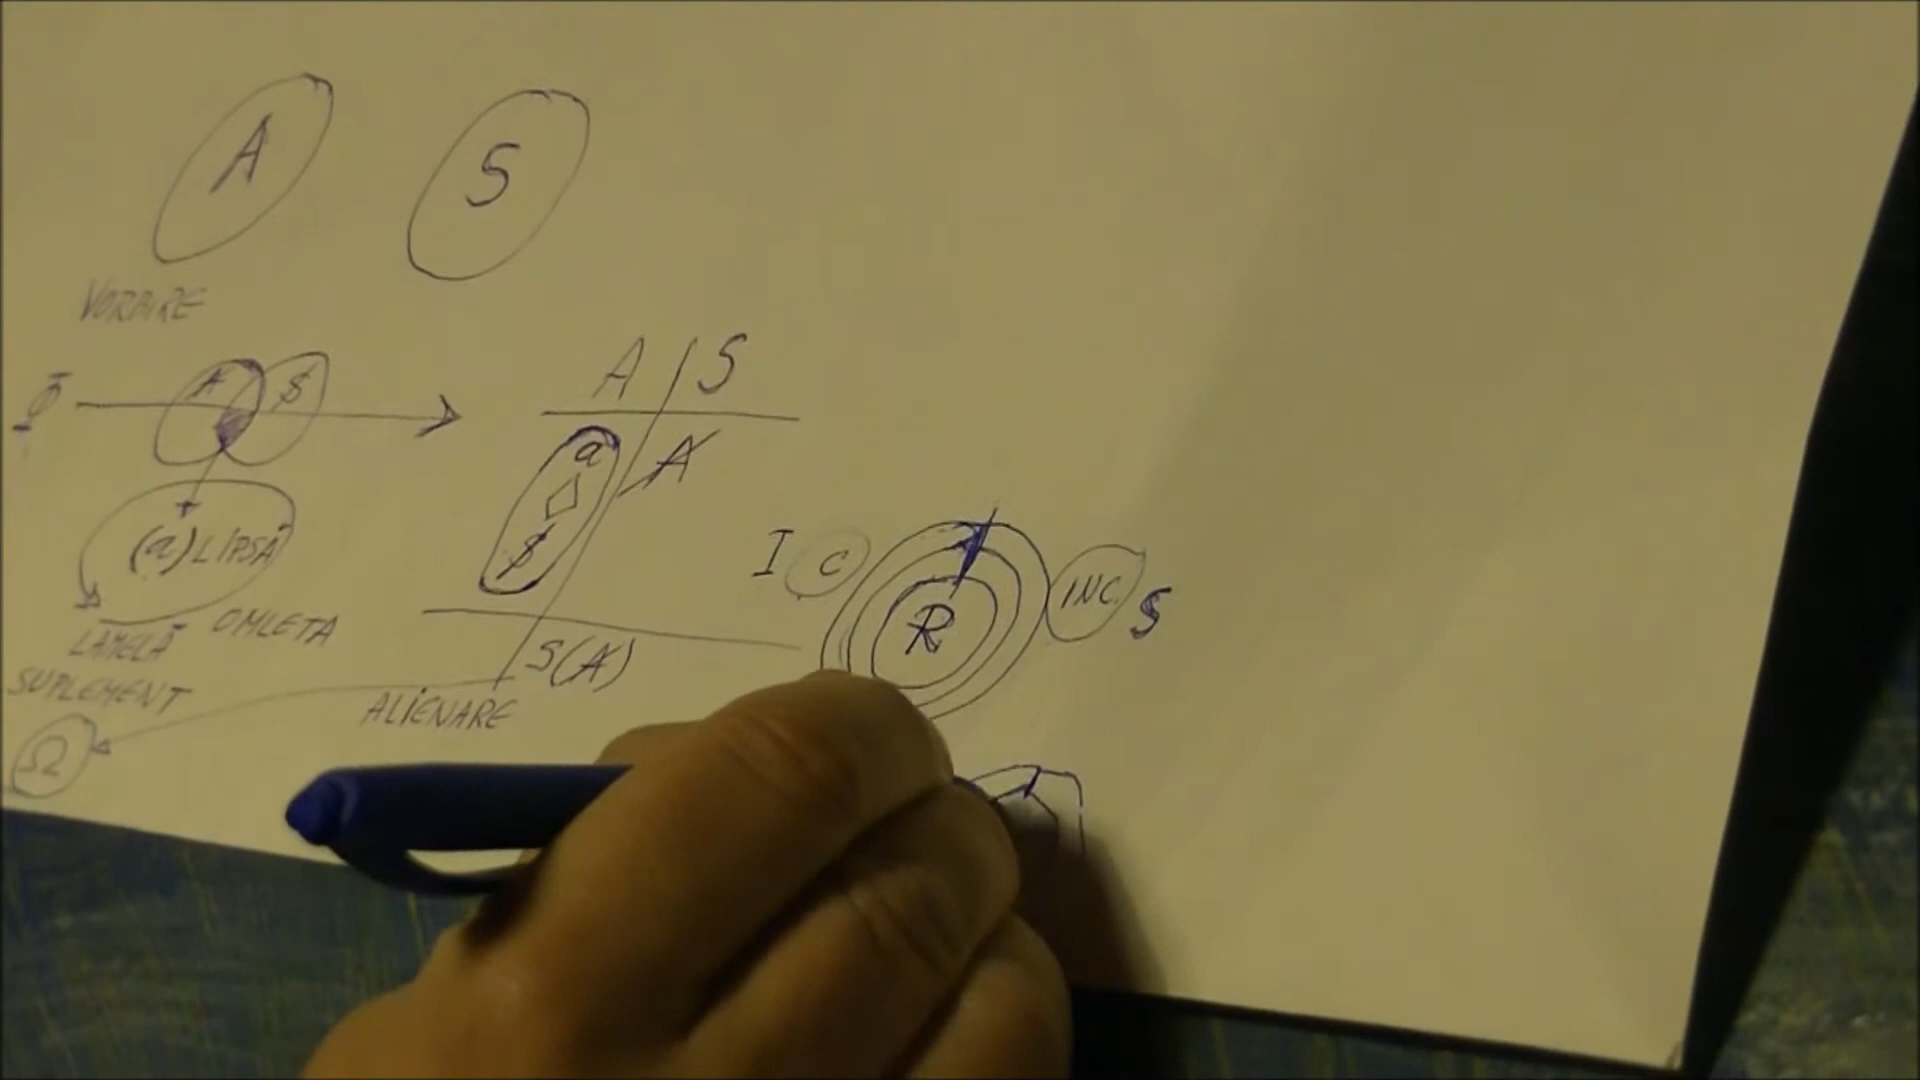 A S
VORBIRE
Φ A $
A S
a A̸
◇
$
(a) LIPSĂ
I C R INC. S
LAMELĂ OMLETA
S(A̸)
SUPLEMENT
ALIENARE
Ω